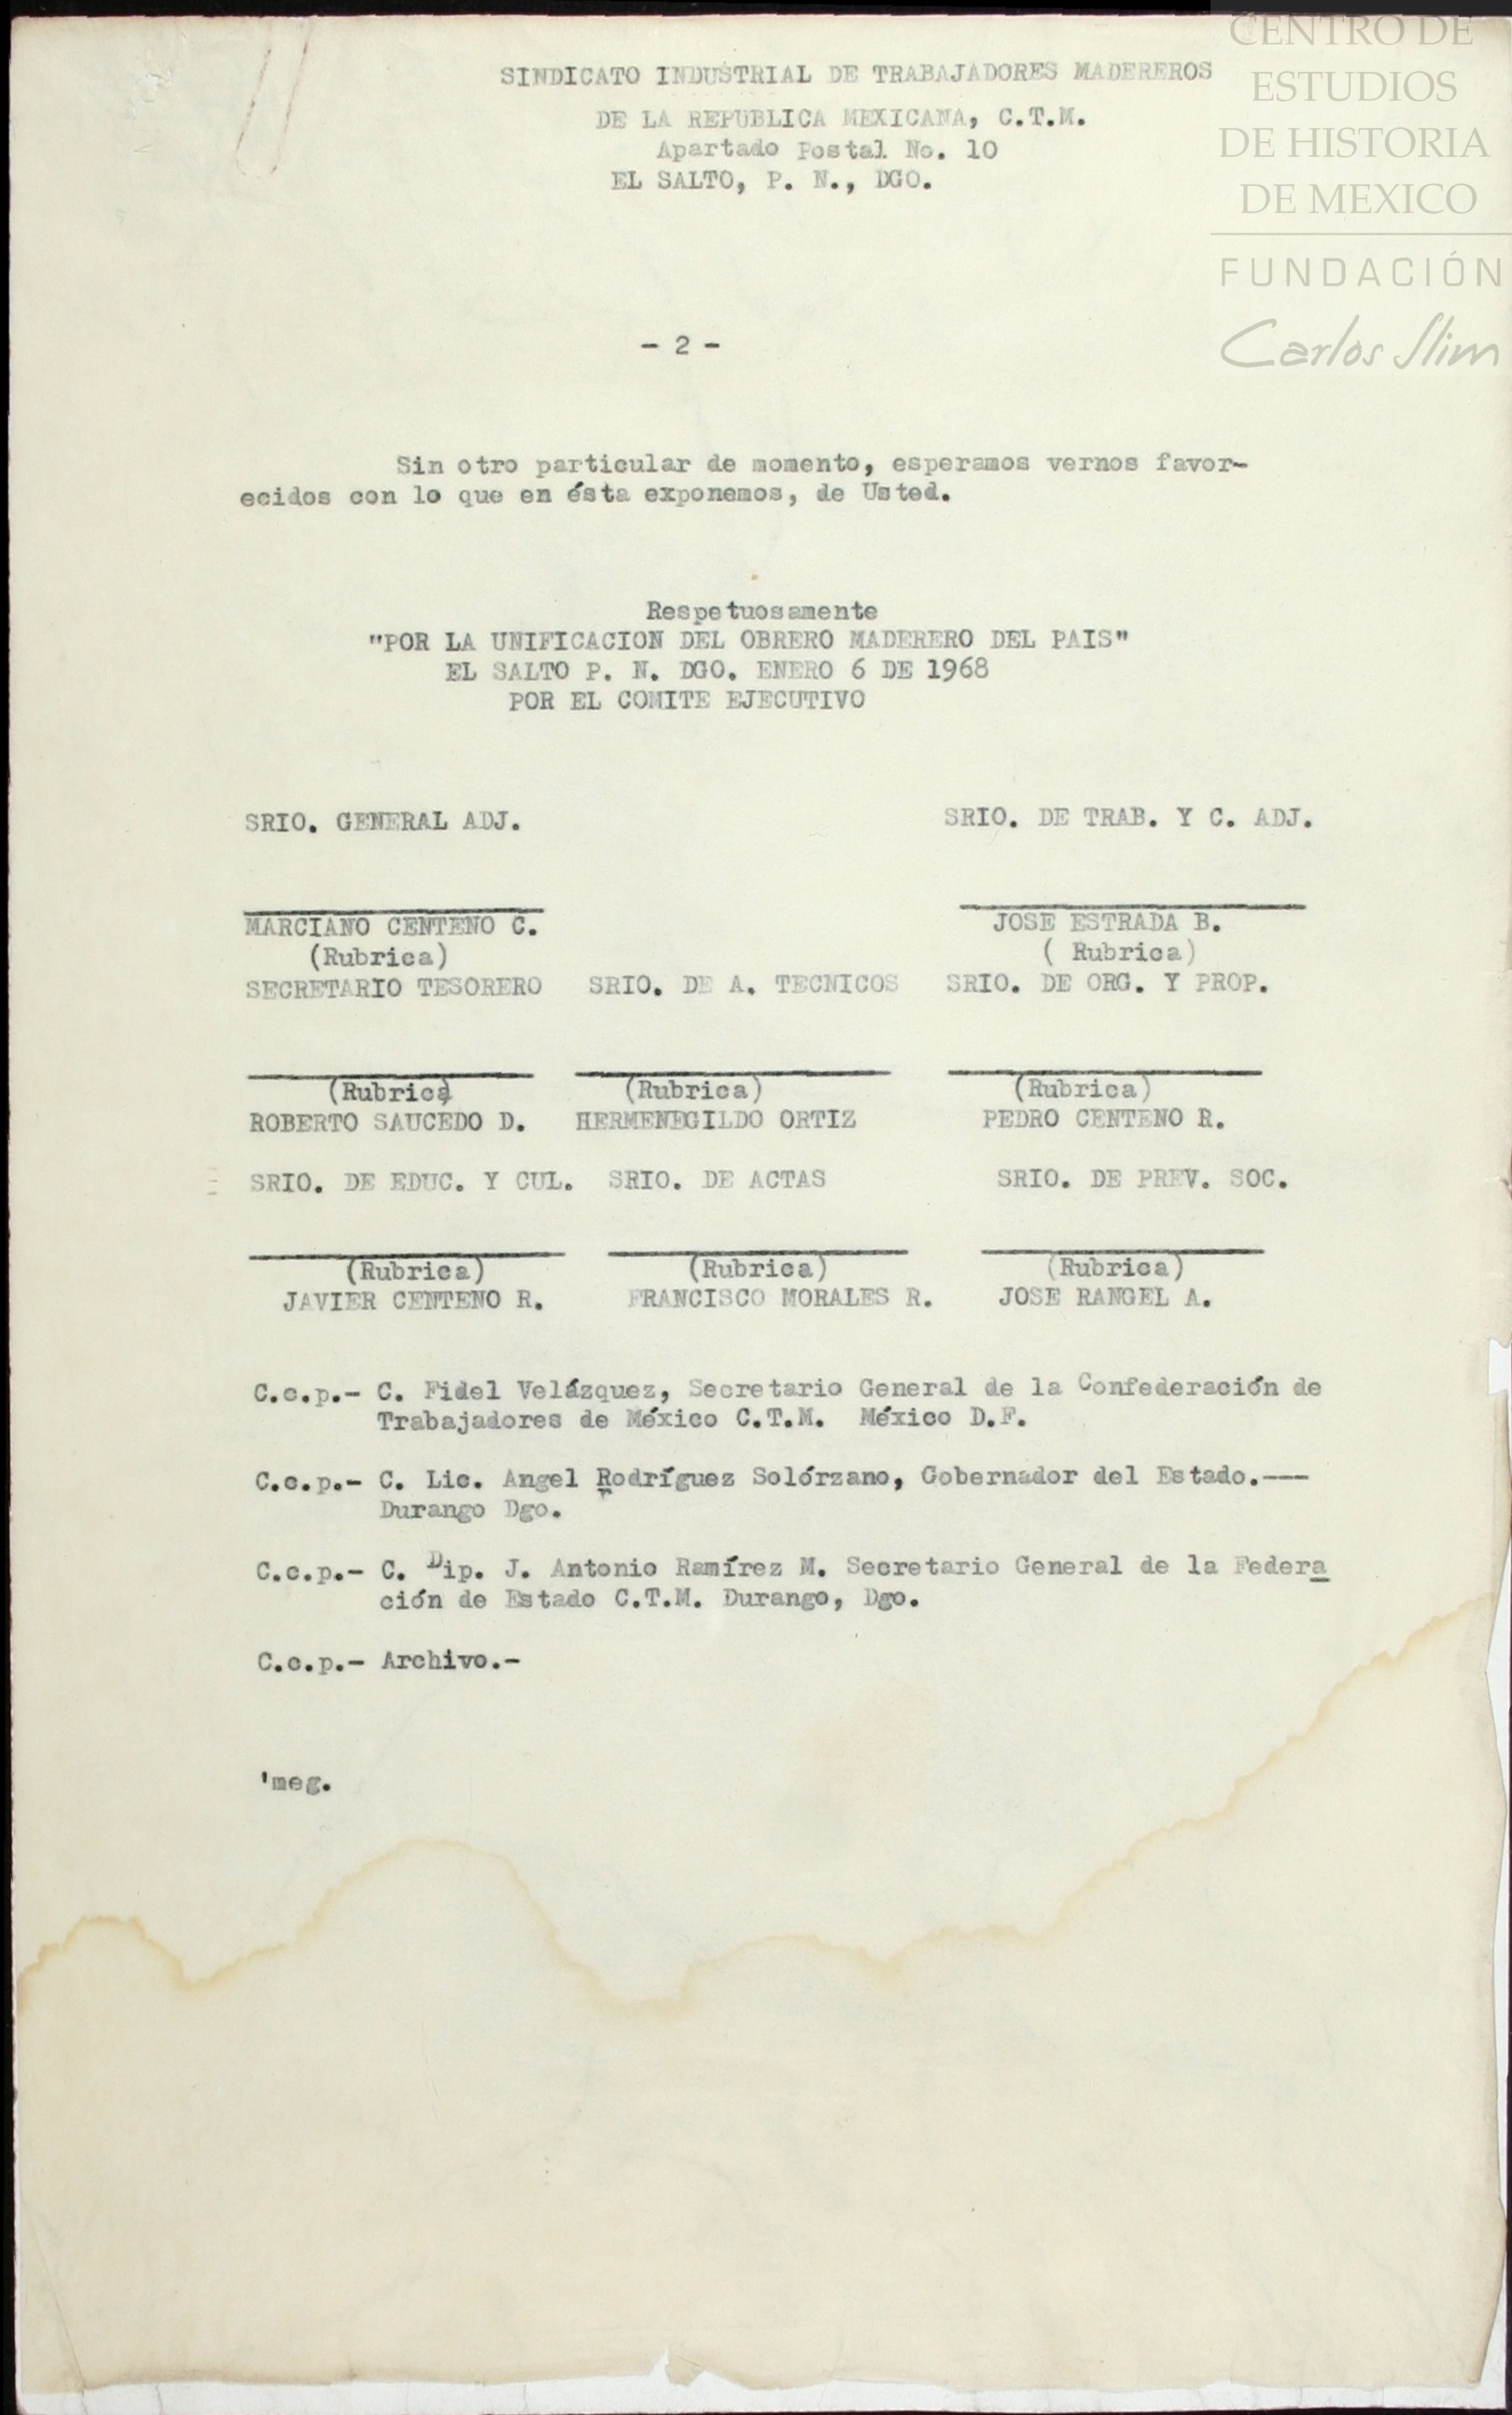 CENTRO DE
ESTUDIOS
DE HISTORIA
DE MEXICO
FUNDACIÓN
Carlos Slim
SINDICATO INDUSTRIAL DE TRABAJADORES MADEREROS
DE LA REPUBLICA MEXICANA, C.T.M.
Apartado Postal No. 10
EL SALTO, P. N., DGO.
- 2 -
Sin otro particular de momento, esperamos vernos favor-
ecidos con lo que en ésta exponemos, de Usted.
Respetuosamente
"POR LA UNIFICACION DEL OBRERO MADERERO DEL PAIS"
EL SALTO P. N. DGO. ENERO 6 DE 1968
POR EL COMITE EJECUTIVO
SRIO. GENERAL ADJ. SRIO. DE TRAB. Y C. ADJ.
MARCIANO CENTENO C. JOSE ESTRADA B.
(Rubrica) ( Rubrica)
SECRETARIO TESORERO SRIO. DE A. TECNICOS SRIO. DE ORG. Y PROP.
(Rubrica) (Rubrica) (Rubrica)
ROBERTO SAUCEDO D. HERMENEGILDO ORTIZ PEDRO CENTENO R.
SRIO. DE EDUC. Y CUL. SRIO. DE ACTAS SRIO. DE PREV. SOC.
(Rubrica) (Rubrica) (Rubrica)
JAVIER CENTENO R. FRANCISCO MORALES R. JOSE RANGEL A.
C.c.p.- C. Fidel Velázquez, Secretario General de la Confederación de
Trabajadores de México C.T.M. México D.F.
C.c.p.- C. Lic. Angel Rodríguez Solórzano, Gobernador del Estado.---
Durango Dgo.
C.c.p.- C. Dip. J. Antonio Ramírez M. Secretario General de la Federa
ción de Estado C.T.M. Durango, Dgo.
C.c.p.- Archivo.-
'meg.